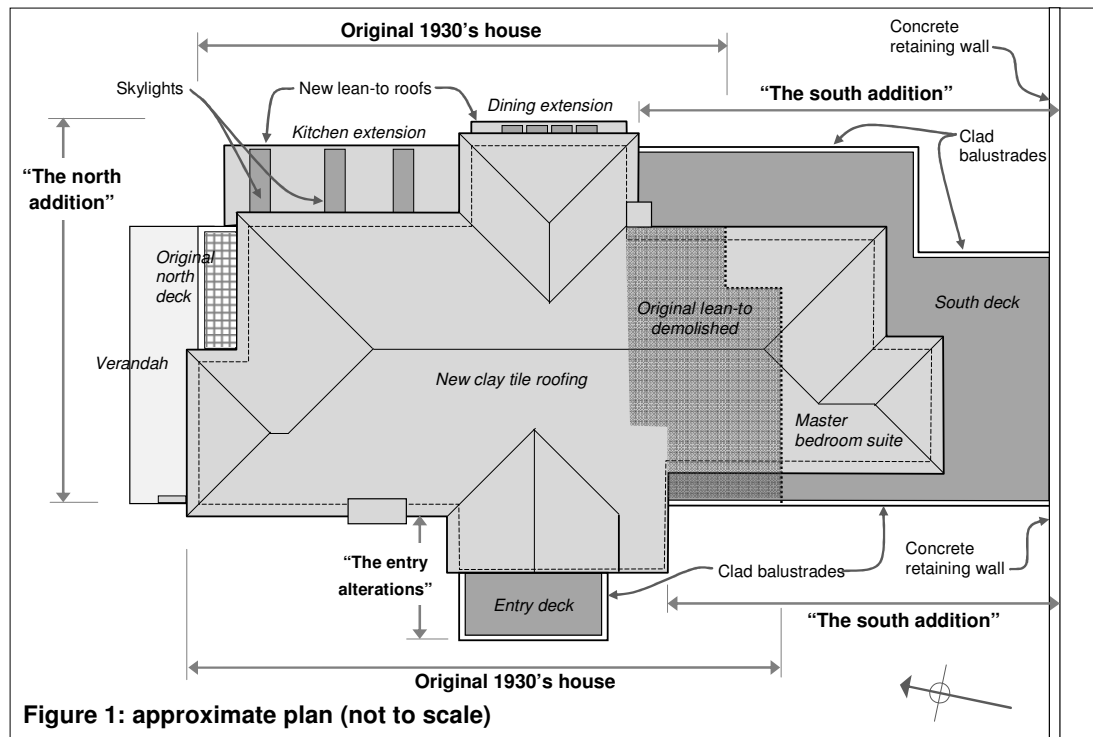 Original 1930's house
Concrete
retaining wall
Skylights
New lean-to roofs
Dining extension
"The south addition"
Kitchen extension
Clad
balustrades
"The north
addition"
Original
north
deck
Original lean-to
demolished
South deck
Verandah
New clay tile roofing
Master
bedroom suite
"The entry
alterations"
Clad balustrades
Concrete
retaining wall
Entry deck
"The south addition"
Original 1930's house
Figure 1: approximate plan (not to scale)